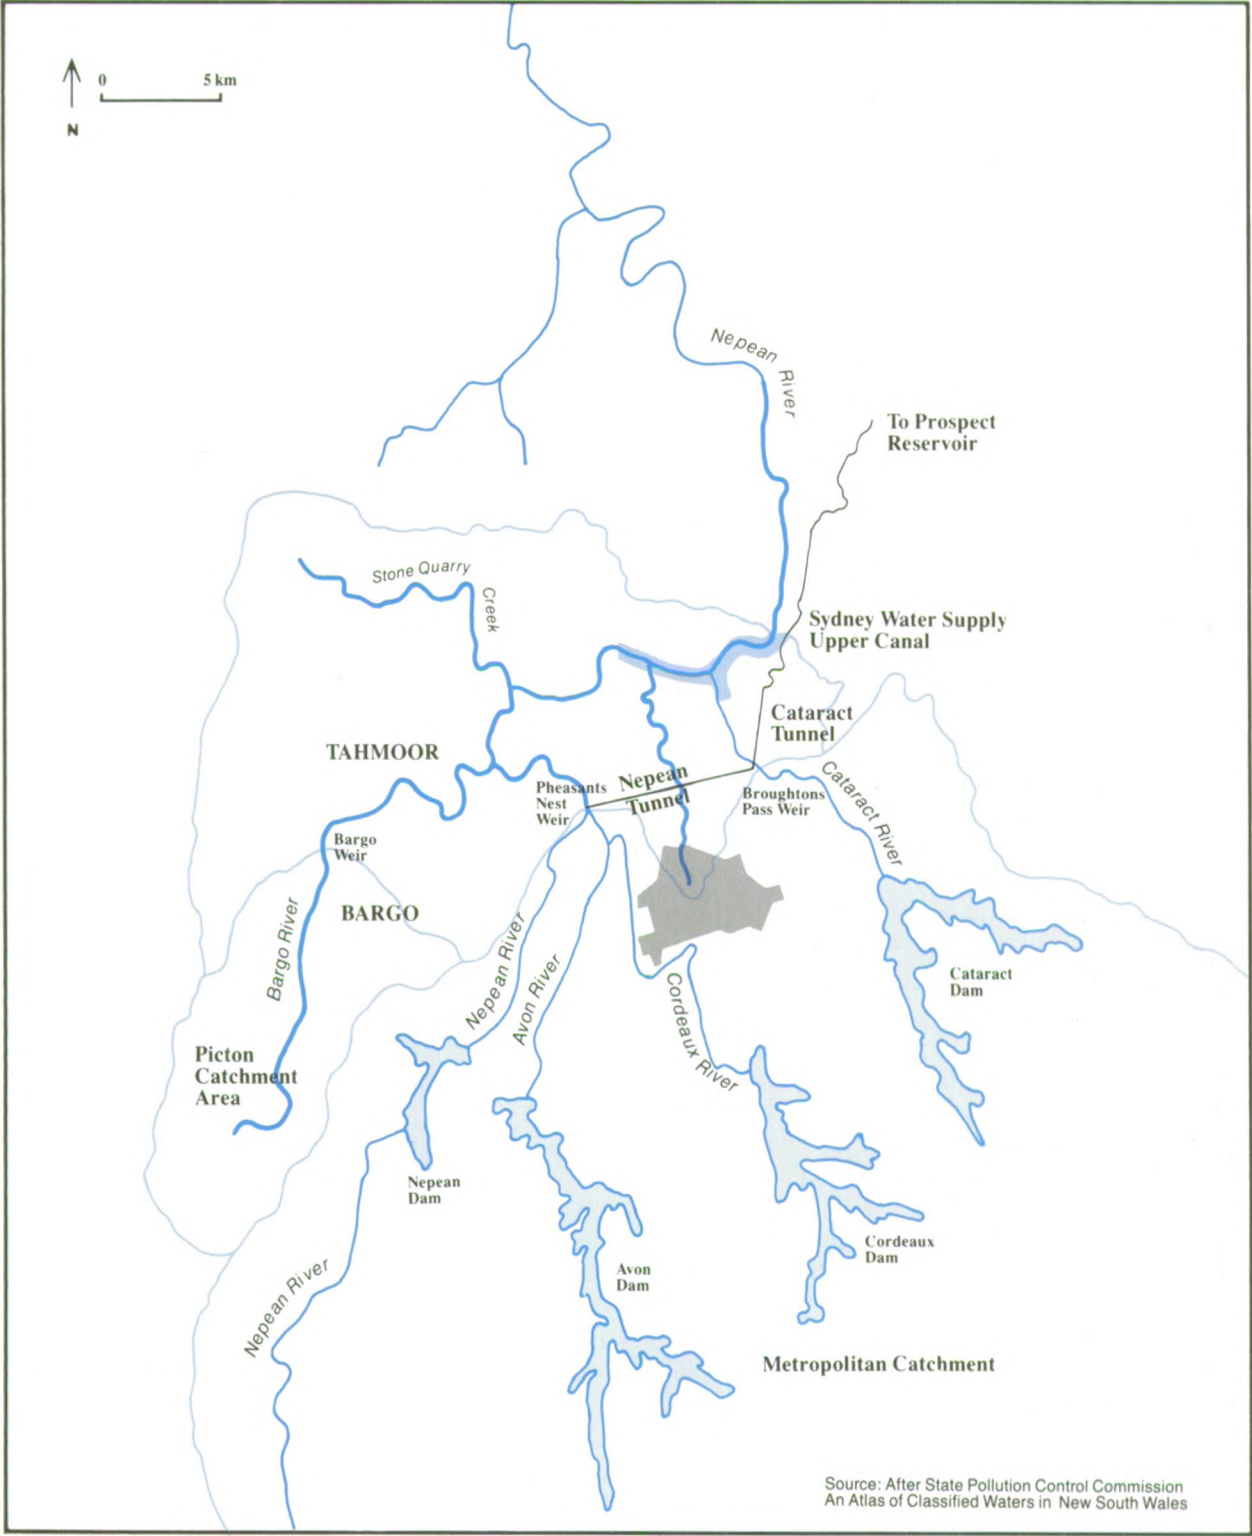 0 5 km
N
Nepean
River
To Prospect
Reservoir
Stone Quarry
Creek
Sydney Water Supply
Upper Canal
Cataract
Tunnel
TAHMOOR
Pheasants
Nest
Weir
Nepean
Tunnel
Broughtons
Pass Weir
Cataract River
Bargo
Weir
BARGO
Bargo River
Nepean River
Avon River
Cordeaux River
Cataract
Dam
Picton
Catchment
Area
Nepean
Dam
Nepean River
Avon
Dam
Cordeaux
Dam
Metropolitan Catchment
Source: After State Pollution Control Commission
An Atlas of Classified Waters in New South Wales